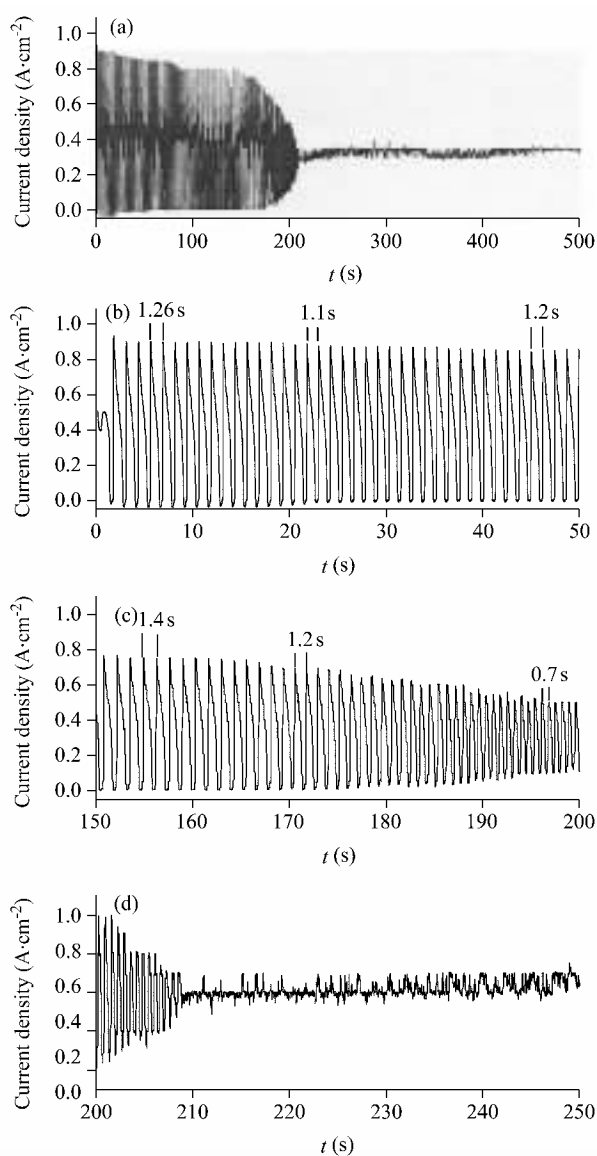 (a)
Current density (A·cm⁻²)
1.0
0.8
0.6
0.4
0.2
0.0
0 100 200 300 400 500
t (s)
(b)
1.26 s 1.1 s 1.2 s
Current density (A·cm⁻²)
1.0
0.8
0.6
0.4
0.2
0.0
0 10 20 30 40 50
t (s)
(c)
1.4 s 1.2 s 0.7 s
Current density (A·cm⁻²)
1.0
0.8
0.6
0.4
0.2
0.0
150 160 170 180 190 200
t (s)
(d)
Current density (A·cm⁻²)
1.0
0.8
0.6
0.4
0.2
0.0
200 210 220 230 240 250
t (s)